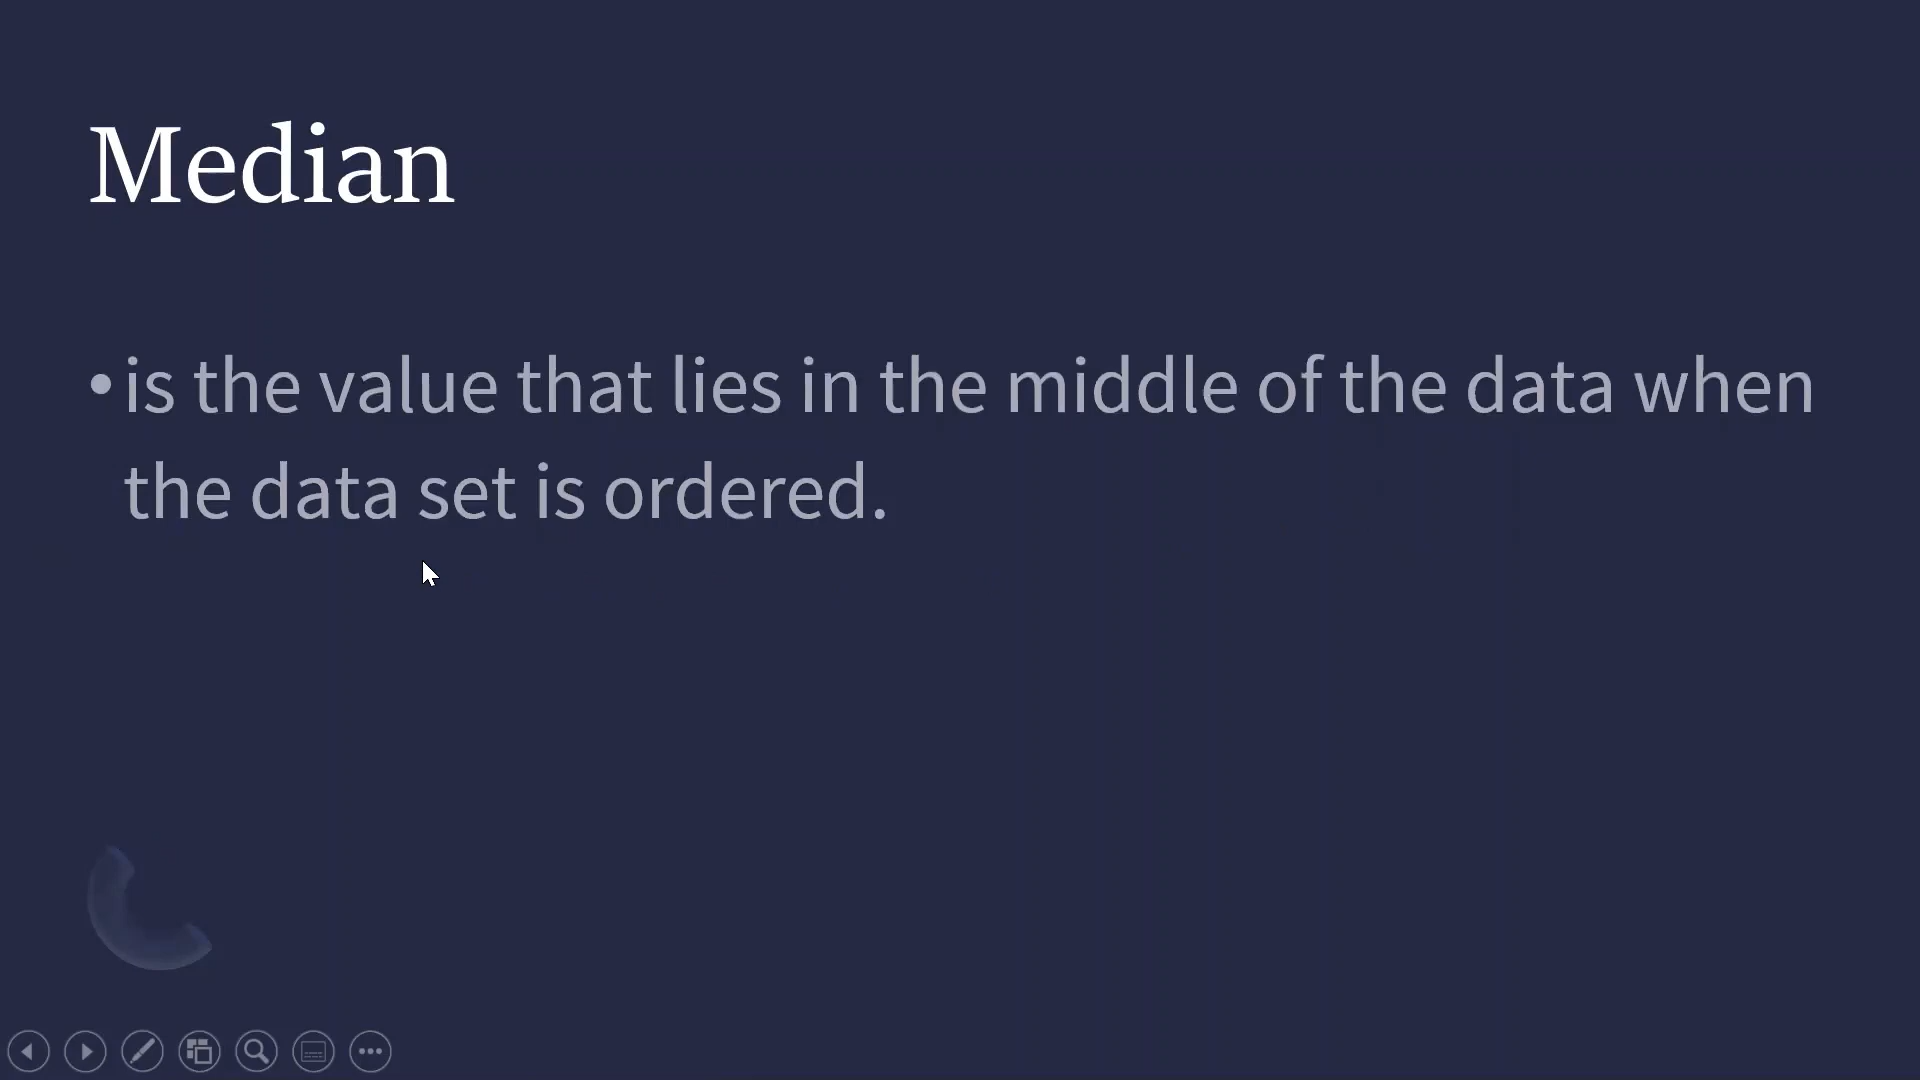 Median
• is the value that lies in the middle of the data when
the data set is ordered.